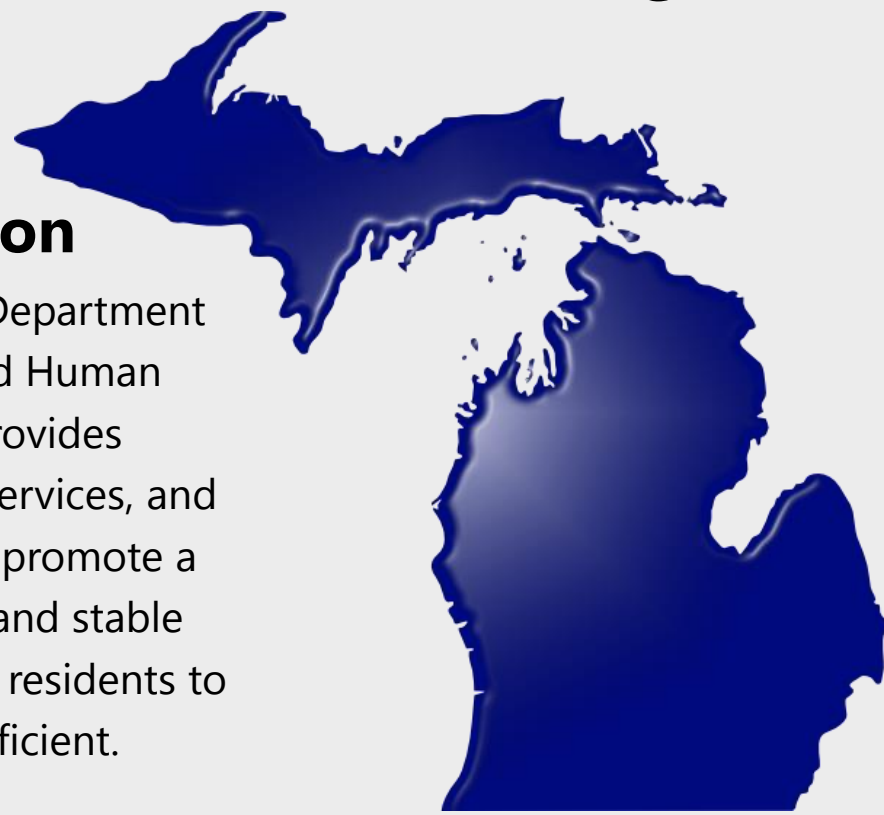 on
Department
d Human
rovides
ervices, and
promote a
and stable
residents to
ficient.